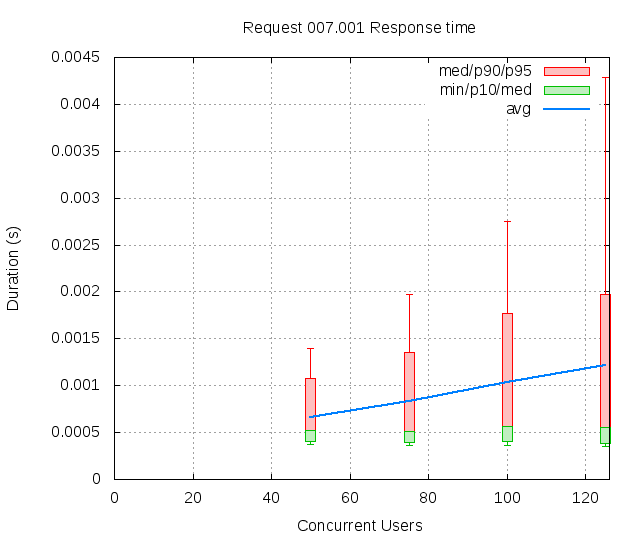 Request 007.001 Response time
0.0045
0.004
0.0035
0.003
0.0025
0.002
0.0015
0.001
0.0005
0
med/p90/p95
min/p10/med
avg
Duration (s)
0 20 40 60 80 100 120
Concurrent Users